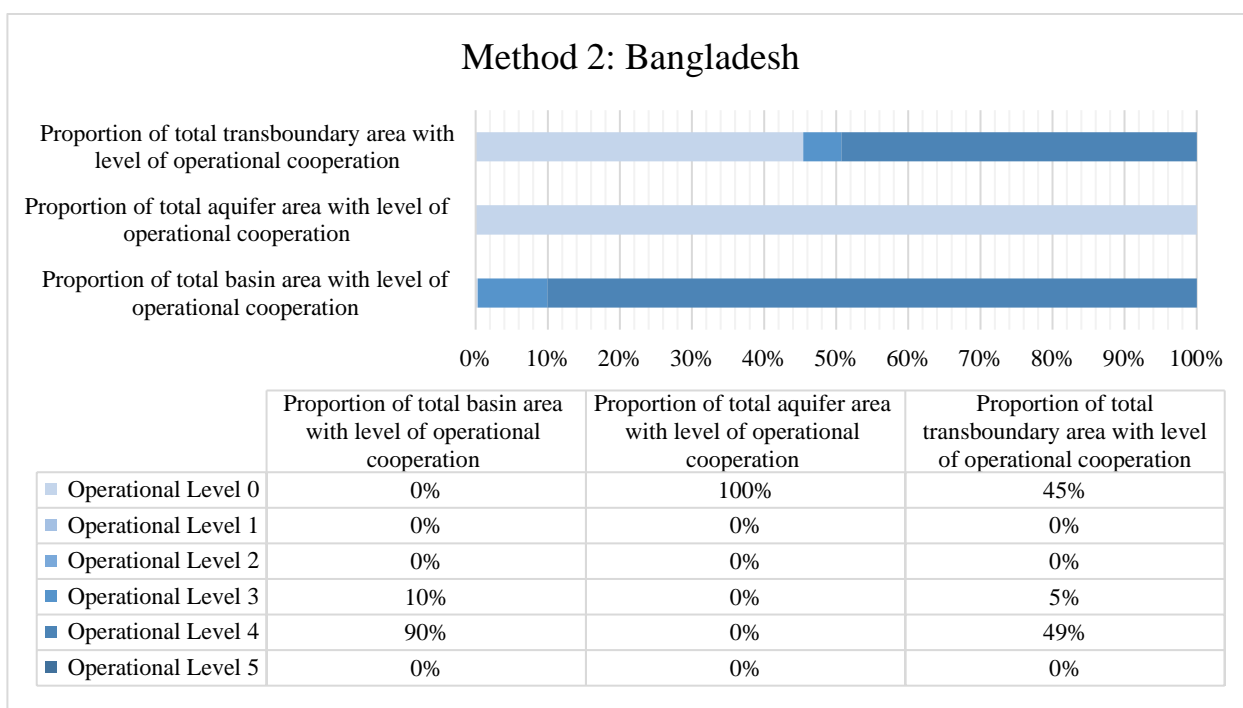 Method 2: Bangladesh
Proportion of total transboundary area with
level of operational cooperation
Proportion of total aquifer area with level of
operational cooperation
Proportion of total basin area with level of
operational cooperation
0% 10% 20% 30% 40% 50% 60% 70% 80% 90% 100%
Proportion of total basin area
with level of operational
cooperation
Proportion of total aquifer area
with level of operational
cooperation
Proportion of total
transboundary area with level
of operational cooperation
Operational Level 0 0% 100% 45%
Operational Level 1 0% 0% 0%
Operational Level 2 0% 0% 0%
Operational Level 3 10% 0% 5%
Operational Level 4 90% 0% 49%
Operational Level 5 0% 0% 0%